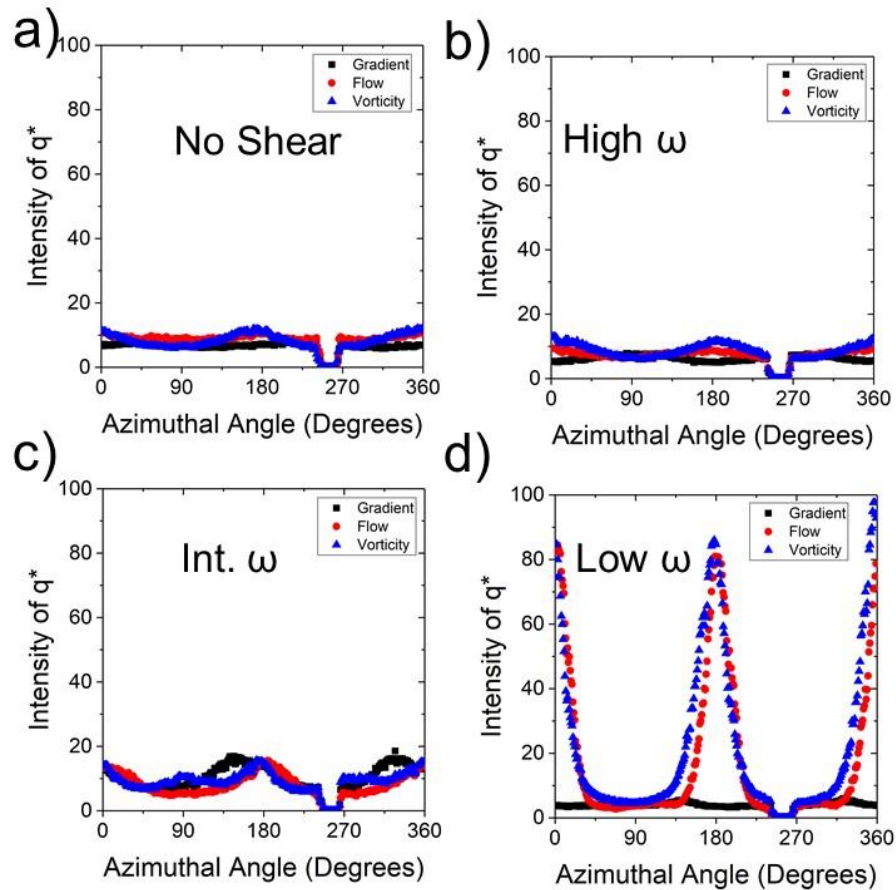 a)
100
80
60
40
20
0
Intensity of q*
Gradient
Flow
Vorticity
No Shear
0 90 180 270 360
Azimuthal Angle (Degrees)
b)
100
80
60
40
20
0
Intensity of q*
Gradient
Flow
Vorticity
High ω
0 90 180 270 360
Azimuthal Angle (Degrees)
c)
100
80
60
40
20
0
Intensity of q*
Gradient
Flow
Vorticity
Int. ω
0 90 180 270 360
Azimuthal Angle (Degrees)
d)
100
80
60
40
20
0
Intensity of q*
Gradient
Flow
Vorticity
Low ω
0 90 180 270 360
Azimuthal Angle (Degrees)